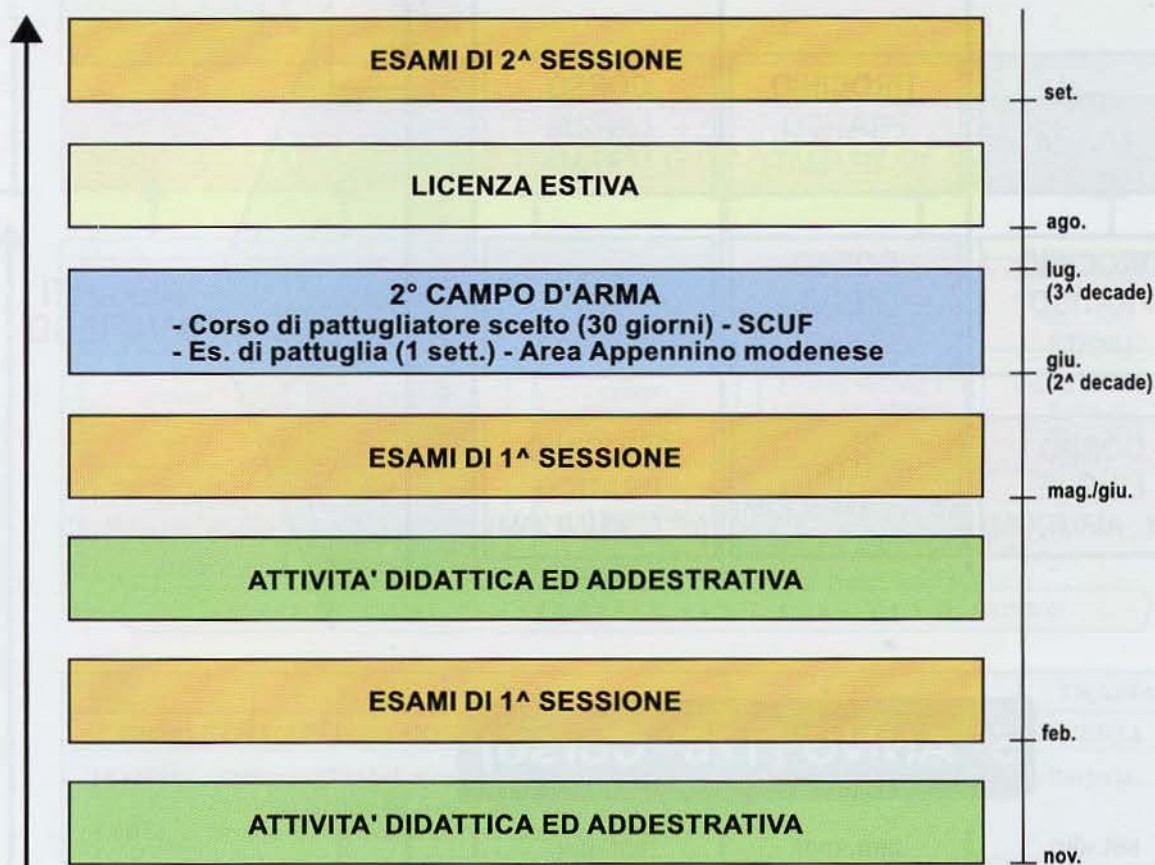 ESAMI DI 2^ SESSIONE
set.
LICENZA ESTIVA
ago.
lug.
(3^ decade)
2° CAMPO D'ARMA
- Corso di pattugliatore scelto (30 giorni) - SCUF
- Es. di pattuglia (1 sett.) - Area Appennino modenese
giu.
(2^ decade)
ESAMI DI 1^ SESSIONE
mag./giu.
ATTIVITA' DIDATTICA ED ADDESTRATIVA
ESAMI DI 1^ SESSIONE
feb.
ATTIVITA' DIDATTICA ED ADDESTRATIVA
nov.